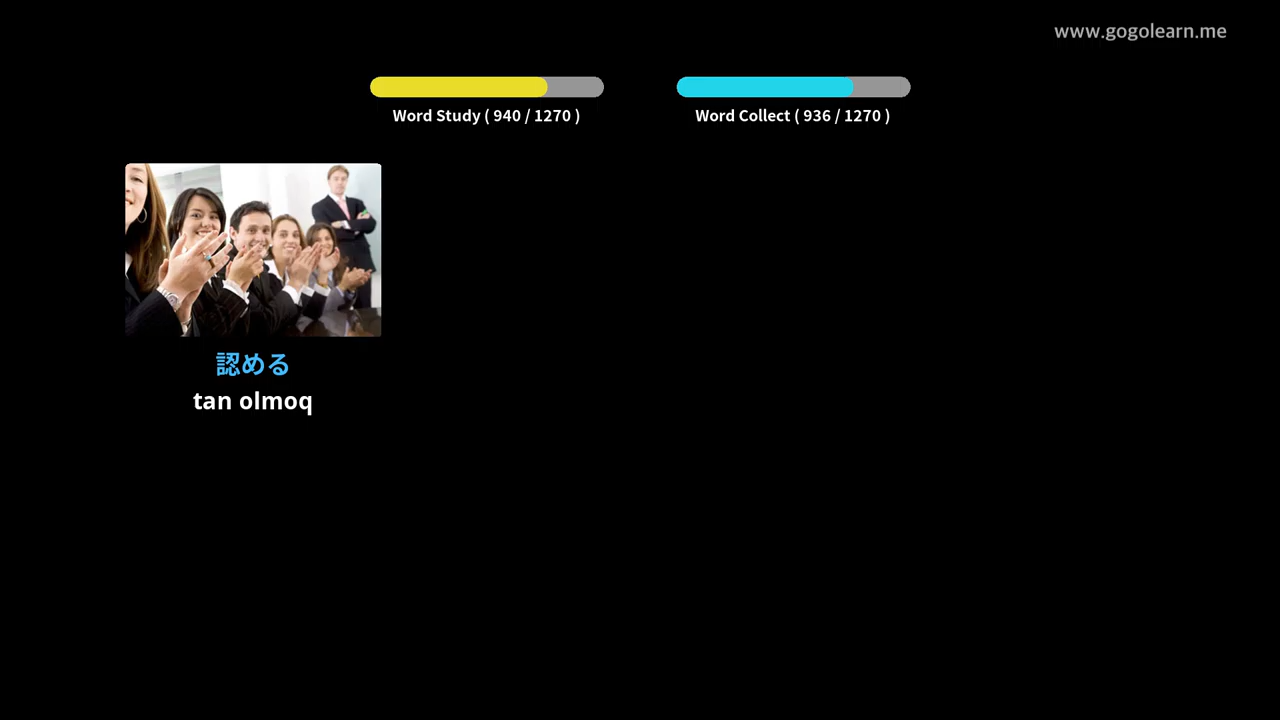 www.gogolearn.me
Word Study ( 940 / 1270 )
Word Collect ( 936 / 1270 )
認める
tan olmoq